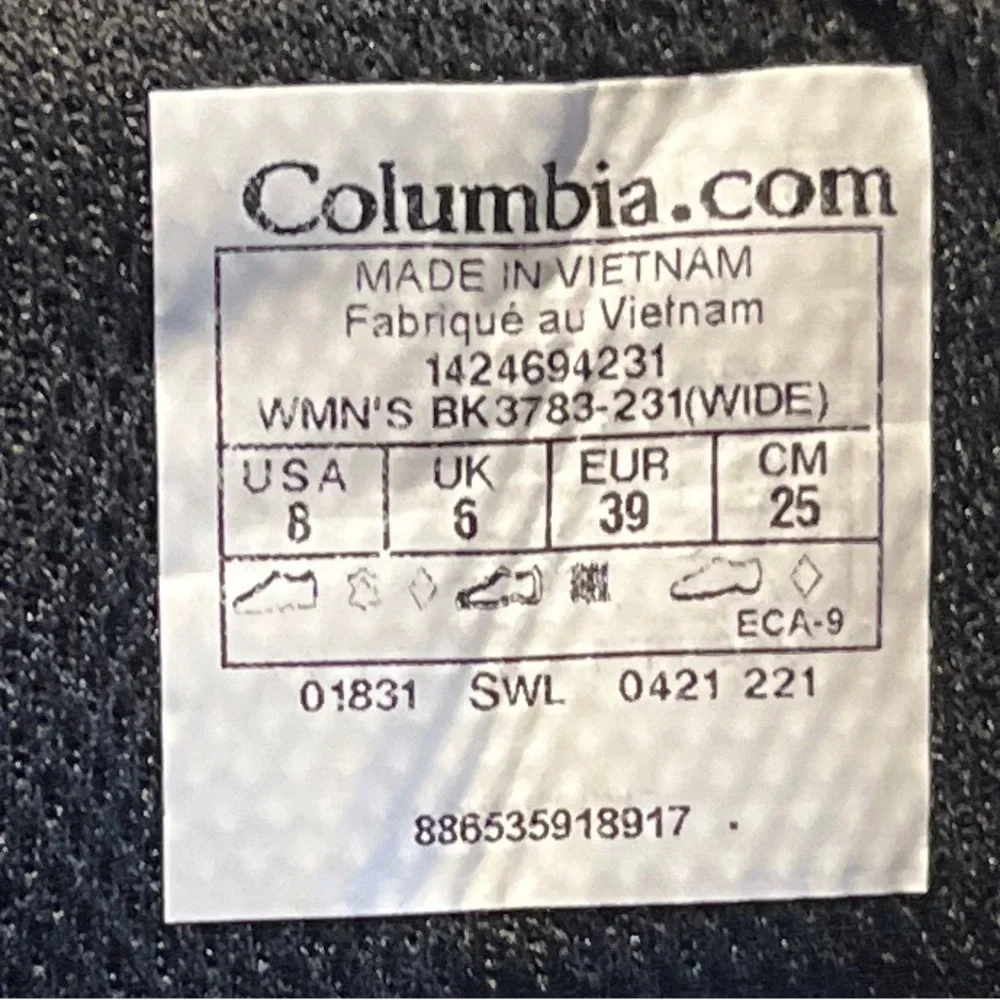 Columbia.com
MADE IN VIETNAM
Fabriqué au Vietnam
1424694231
WMN'S BK3783-231(WIDE)
USA UK EUR CM
8 6 39 25
ECA-9
01831 SWL 0421 221
886535918917 .